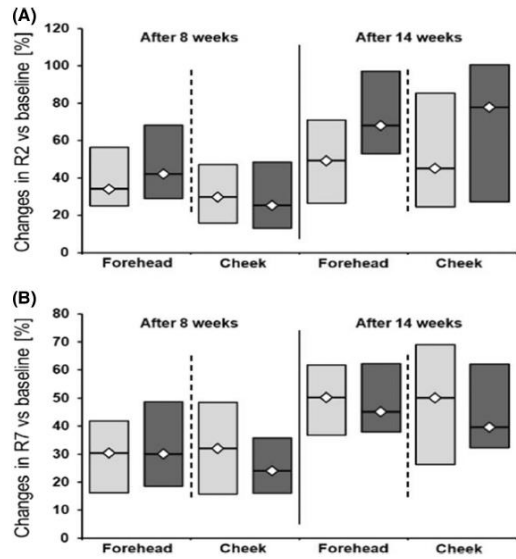 (A)
After 8 weeks
After 14 weeks
Changes in R2 vs baseline [%]
120
100
80
60
40
20
0
Forehead
Cheek
Forehead
Cheek
(B)
After 8 weeks
After 14 weeks
Changes in R7 vs baseline [%]
80
70
60
50
40
30
20
10
0
Forehead
Cheek
Forehead
Cheek